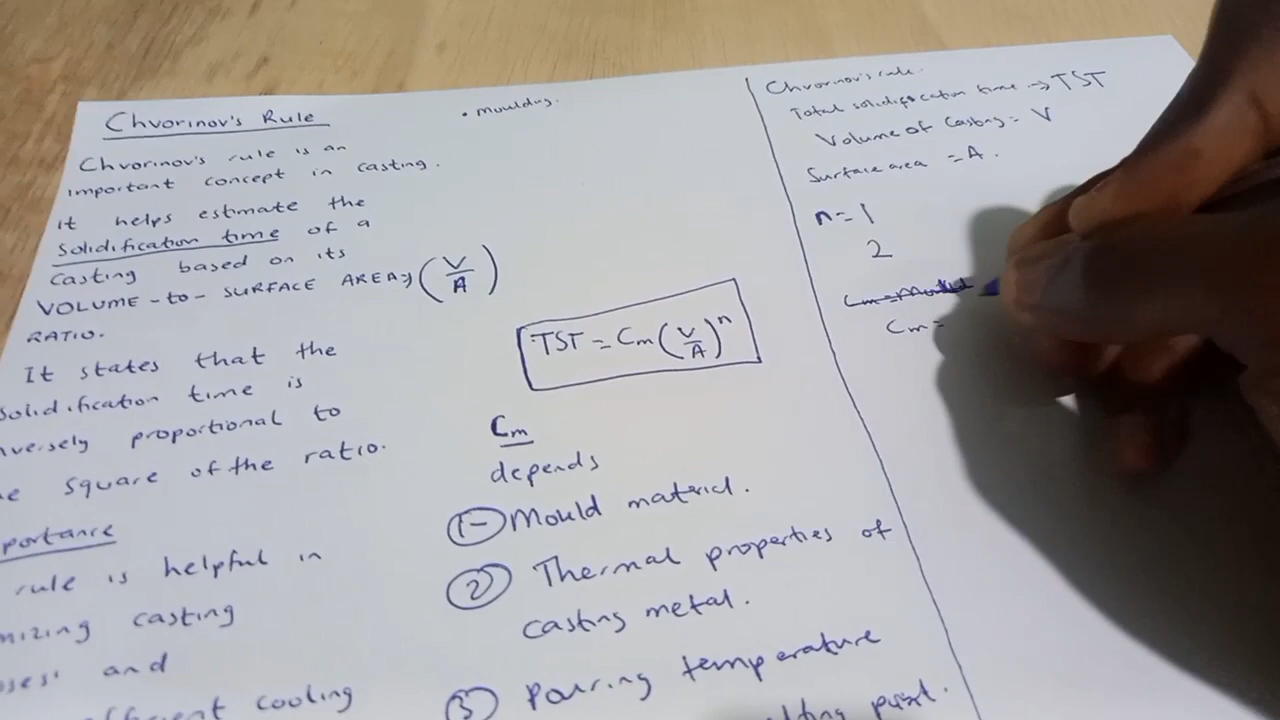 Chvorinov's Rule
Chvorinov's rule is an
important concept in casting.
It helps estimate the
solidification time of a
casting based on its
VOLUME-to-SURFACE AREA (V/A)
RATIO.
It states that the
solidification time is
proportional to
square of the ratio.
rule is helpful in
casting
and
cooling
TST = Cm (V/A)^n
Cm
depends
1- Mould material.
2 Thermal properties of
casting metal.
3 Pouring temperature
point.
Chvorinov's rule.
Total solidification time → TST
Volume of Casting = V
Surface area = A.
n = 1
2
Cm =